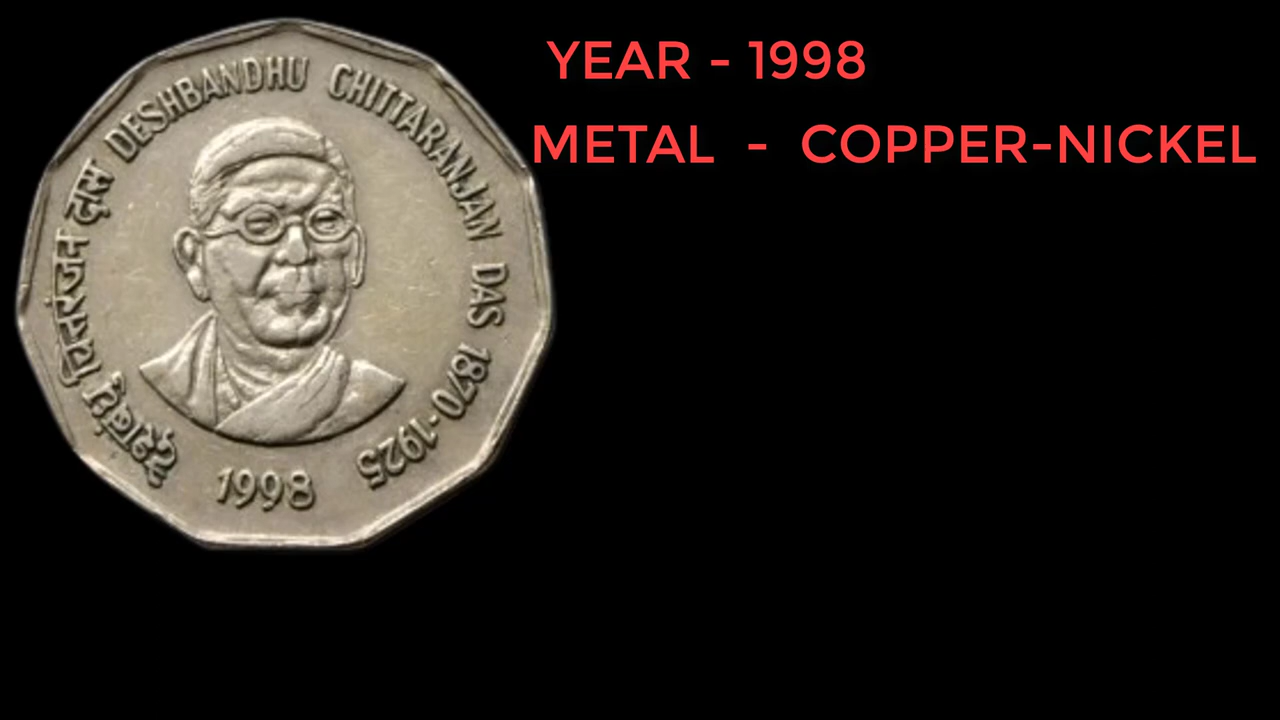 देशबंधु चित्तरंजन दास DESHBANDHU CHITTARANJAN DAS 1870-1925
1998
YEAR - 1998
METAL - COPPER-NICKEL